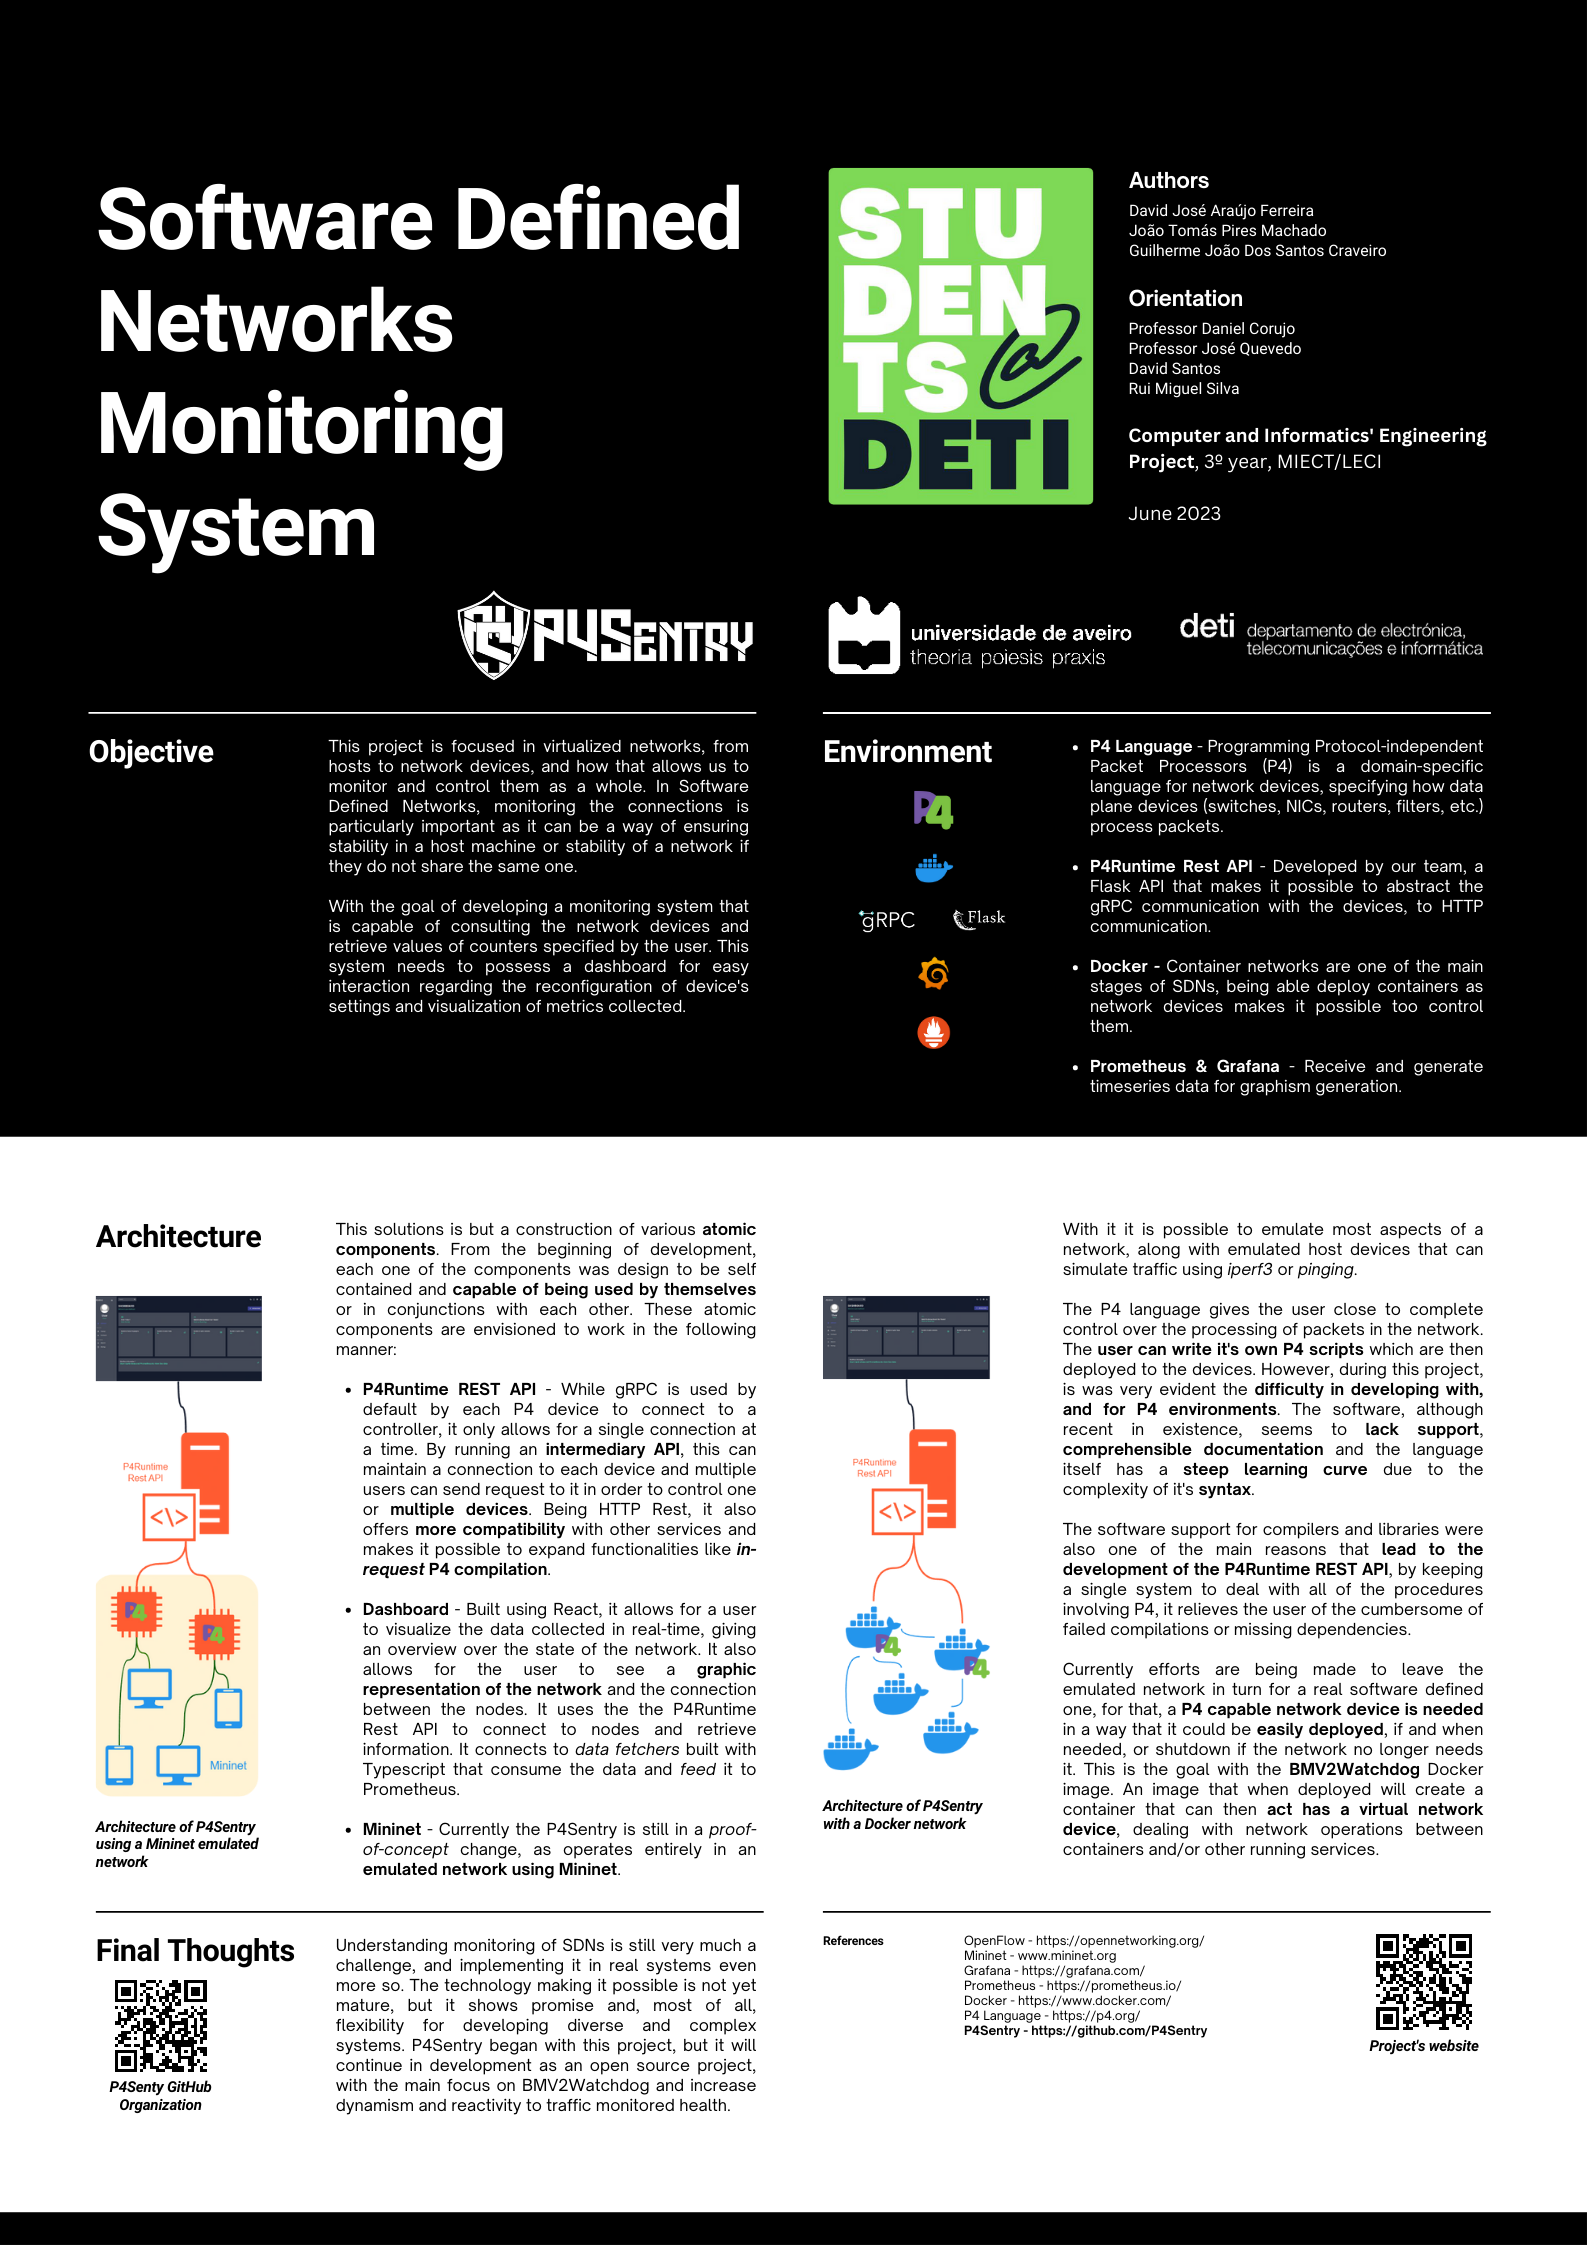 Software Defined
Networks
Monitoring
System
P4SENTRY
STU
DEN
TS@
DETI
Authors
David José Araújo Ferreira
João Tomás Pires Machado
Guilherme João Dos Santos Craveiro
Orientation
Professor Daniel Corujo
Professor José Quevedo
David Santos
Rui Miguel Silva
Computer and Informatics' Engineering
Project, 3º year, MIECT/LECI
June 2023
universidade de aveiro
theoria poiesis praxis
deti departamento de electrónica,
telecomunicações e informática
Objective
This project is focused in virtualized networks, from
hosts to network devices, and how that allows us to
monitor and control them as a whole. In Software
Defined Networks, monitoring the connections is
particularly important as it can be a way of ensuring
stability in a host machine or stability of a network if
they do not share the same one.
With the goal of developing a monitoring system that
is capable of consulting the network devices and
retrieve values of counters specified by the user. This
system needs to possess a dashboard for easy
interaction regarding the reconfiguration of device's
settings and visualization of metrics collected.
Environment
P4
gRPC
Flask
• P4 Language - Programming Protocol-independent
Packet Processors (P4) is a domain-specific
language for network devices, specifying how data
plane devices (switches, NICs, routers, filters, etc.)
process packets.
• P4Runtime Rest API - Developed by our team, a
Flask API that makes it possible to abstract the
gRPC communication with the devices, to HTTP
communication.
• Docker - Container networks are one of the main
stages of SDNs, being able deploy containers as
network devices makes it possible too control
them.
• Prometheus & Grafana - Receive and generate
timeseries data for graphism generation.
Architecture
P4Runtime
Rest API
</>
P4
P4
Mininet
Architecture of P4Sentry
using a Mininet emulated
network
This solutions is but a construction of various atomic
components. From the beginning of development,
each one of the components was design to be self
contained and capable of being used by themselves
or in conjunctions with each other. These atomic
components are envisioned to work in the following
manner:
• P4Runtime REST API - While gRPC is used by
default by each P4 device to connect to a
controller, it only allows for a single connection at
a time. By running an intermediary API, this can
maintain a connection to each device and multiple
users can send request to it in order to control one
or multiple devices. Being HTTP Rest, it also
offers more compatibility with other services and
makes it possible to expand functionalities like in-
request P4 compilation.
• Dashboard - Built using React, it allows for a user
to visualize the data collected in real-time, giving
an overview over the state of the network. It also
allows for the user to see a graphic
representation of the network and the connection
between the nodes. It uses the the P4Runtime
Rest API to connect to nodes and retrieve
information. It connects to data fetchers built with
Typescript that consume the data and feed it to
Prometheus.
• Mininet - Currently the P4Sentry is still in a proof-
of-concept change, as operates entirely in an
emulated network using Mininet.
P4Runtime
Rest API
</>
P4
P4
Architecture of P4Sentry
with a Docker network
With it it is possible to emulate most aspects of a
network, along with emulated host devices that can
simulate traffic using iperf3 or pinging.
The P4 language gives the user close to complete
control over the processing of packets in the network.
The user can write it's own P4 scripts which are then
deployed to the devices. However, during this project,
is was very evident the difficulty in developing with,
and for P4 environments. The software, although
recent in existence, seems to lack support,
comprehensible documentation and the language
itself has a steep learning curve due to the
complexity of it's syntax.
The software support for compilers and libraries were
also one of the main reasons that lead to the
development of the P4Runtime REST API, by keeping
a single system to deal with all of the procedures
involving P4, it relieves the user of the cumbersome of
failed compilations or missing dependencies.
Currently efforts are being made to leave the
emulated network in turn for a real software defined
one, for that, a P4 capable network device is needed
in a way that it could be easily deployed, if and when
needed, or shutdown if the network no longer needs
it. This is the goal with the BMV2Watchdog Docker
image. An image that when deployed will create a
container that can then act has a virtual network
device, dealing with network operations between
containers and/or other running services.
Final Thoughts
P4Senty GitHub
Organization
Understanding monitoring of SDNs is still very much a
challenge, and implementing it in real systems even
more so. The technology making it possible is not yet
mature, but it shows promise and, most of all,
flexibility for developing diverse and complex
systems. P4Sentry began with this project, but it will
continue in development as an open source project,
with the main focus on BMV2Watchdog and increase
dynamism and reactivity to traffic monitored health.
References
OpenFlow - https://opennetworking.org/
Mininet - www.mininet.org
Grafana - https://grafana.com/
Prometheus - https://prometheus.io/
Docker - https://www.docker.com/
P4 Language - https://p4.org/
P4Sentry - https://github.com/P4Sentry
Project's website